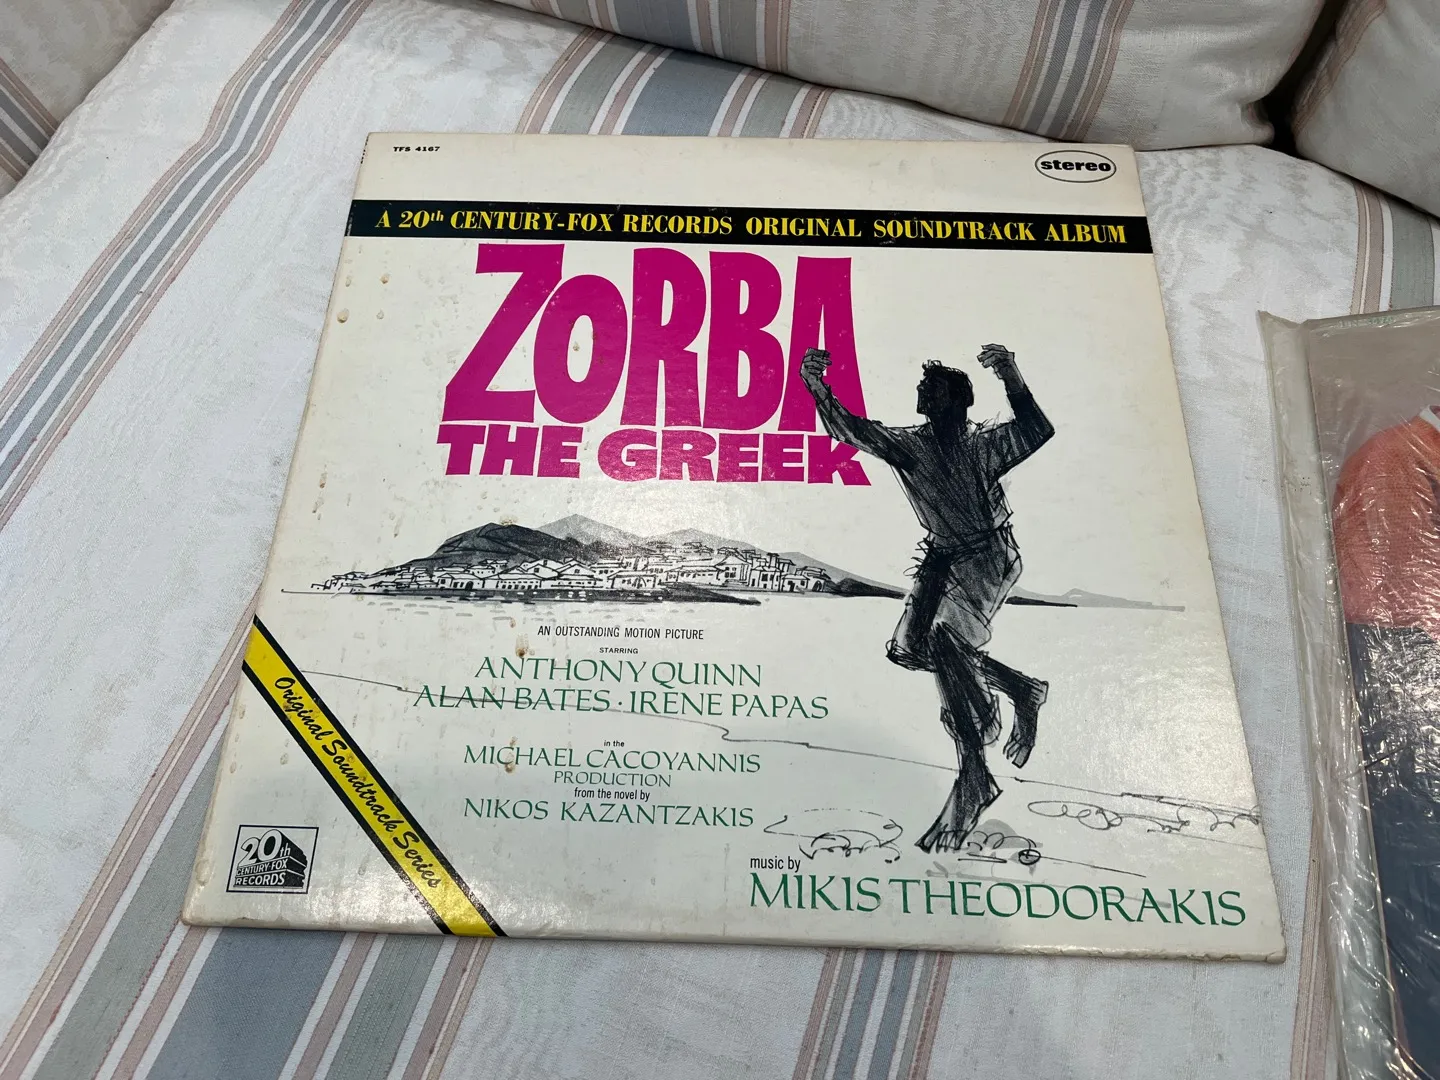 TFS 4167
stereo
A 20th CENTURY-FOX RECORDS ORIGINAL SOUNDTRACK ALBUM
ZORBA
THE GREEK
AN OUTSTANDING MOTION PICTURE
STARRING
ANTHONY QUINN
ALAN BATES · IRENE PAPAS
in the
MICHAEL CACOYANNIS
PRODUCTION
from the novel by
NIKOS KAZANTZAKIS
Original Soundtrack Series
20th
CENTURY-FOX
RECORDS
music by
MIKIS THEODORAKIS